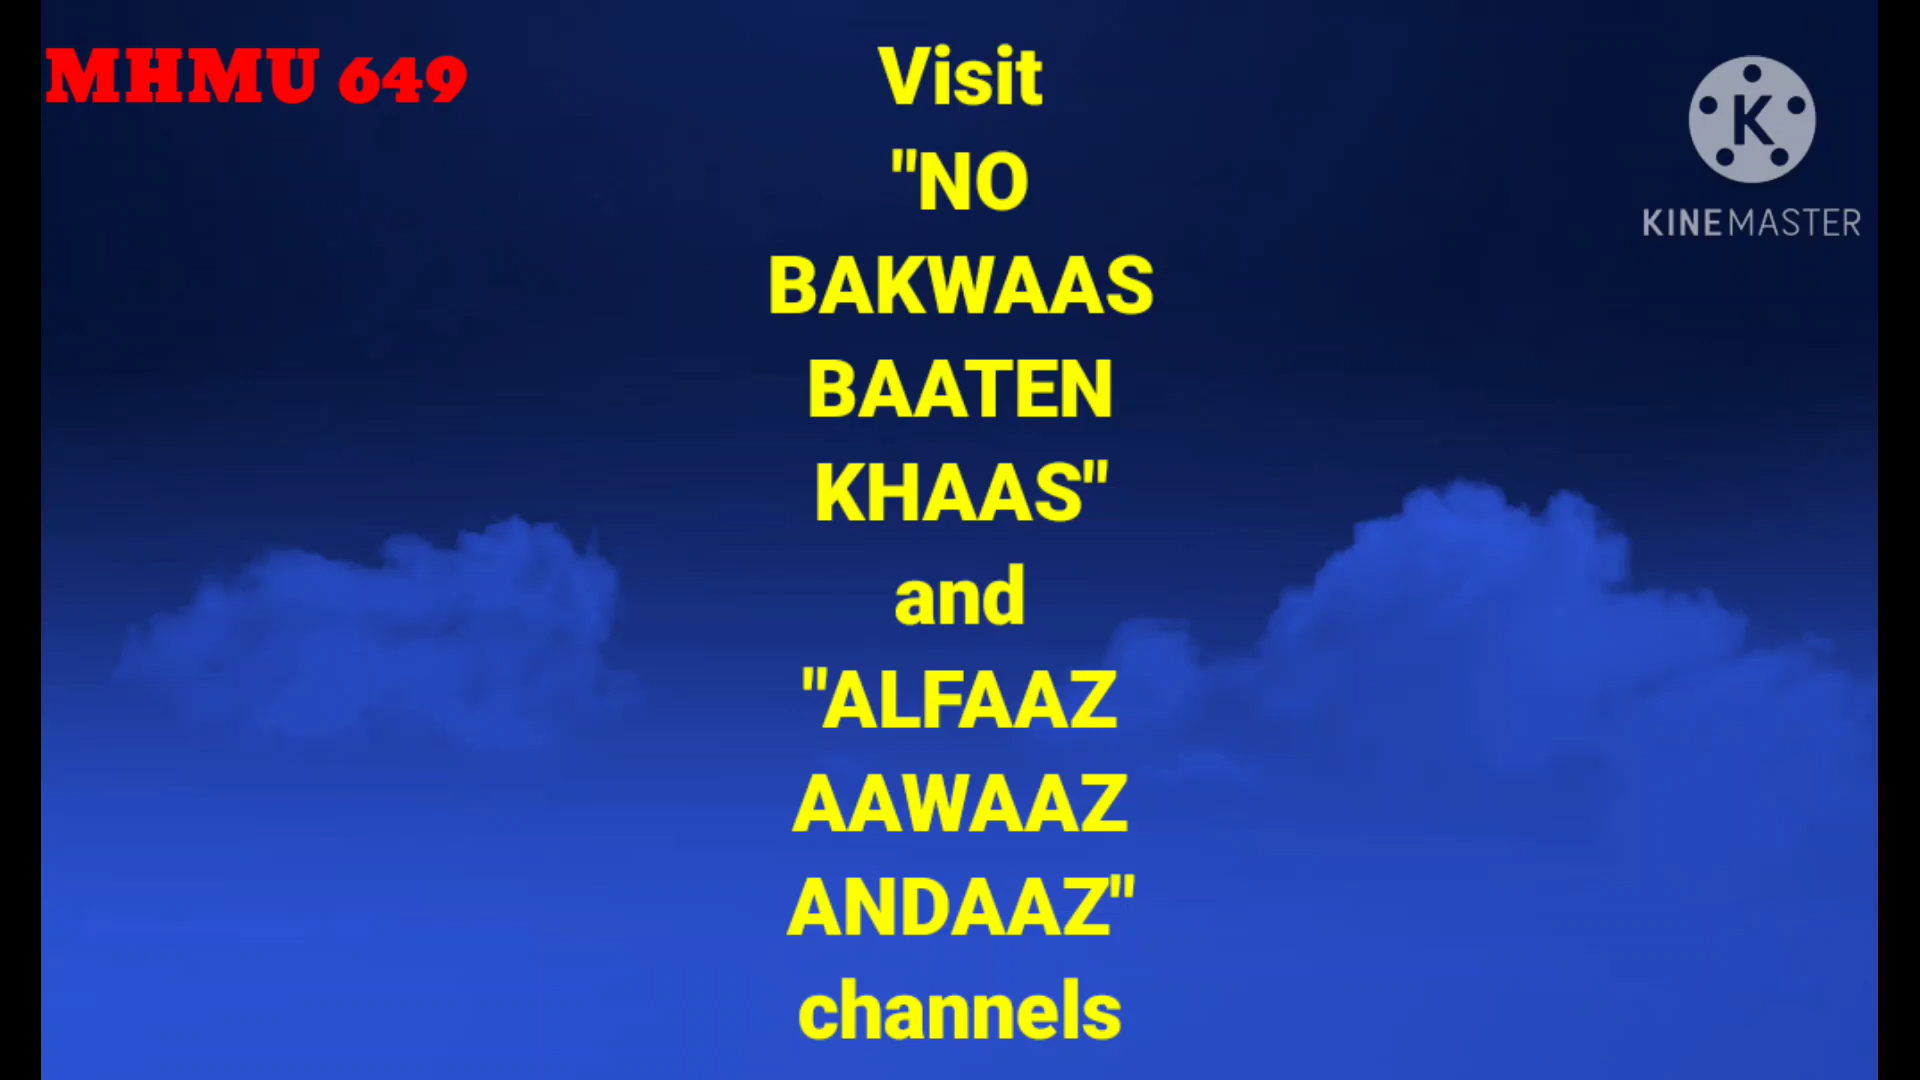 MHMU 649
Visit
"NO
BAKWAAS
BAATEN
KHAAS"
and
"ALFAAZ
AAWAAZ
ANDAAZ"
channels
K
KINEMASTER